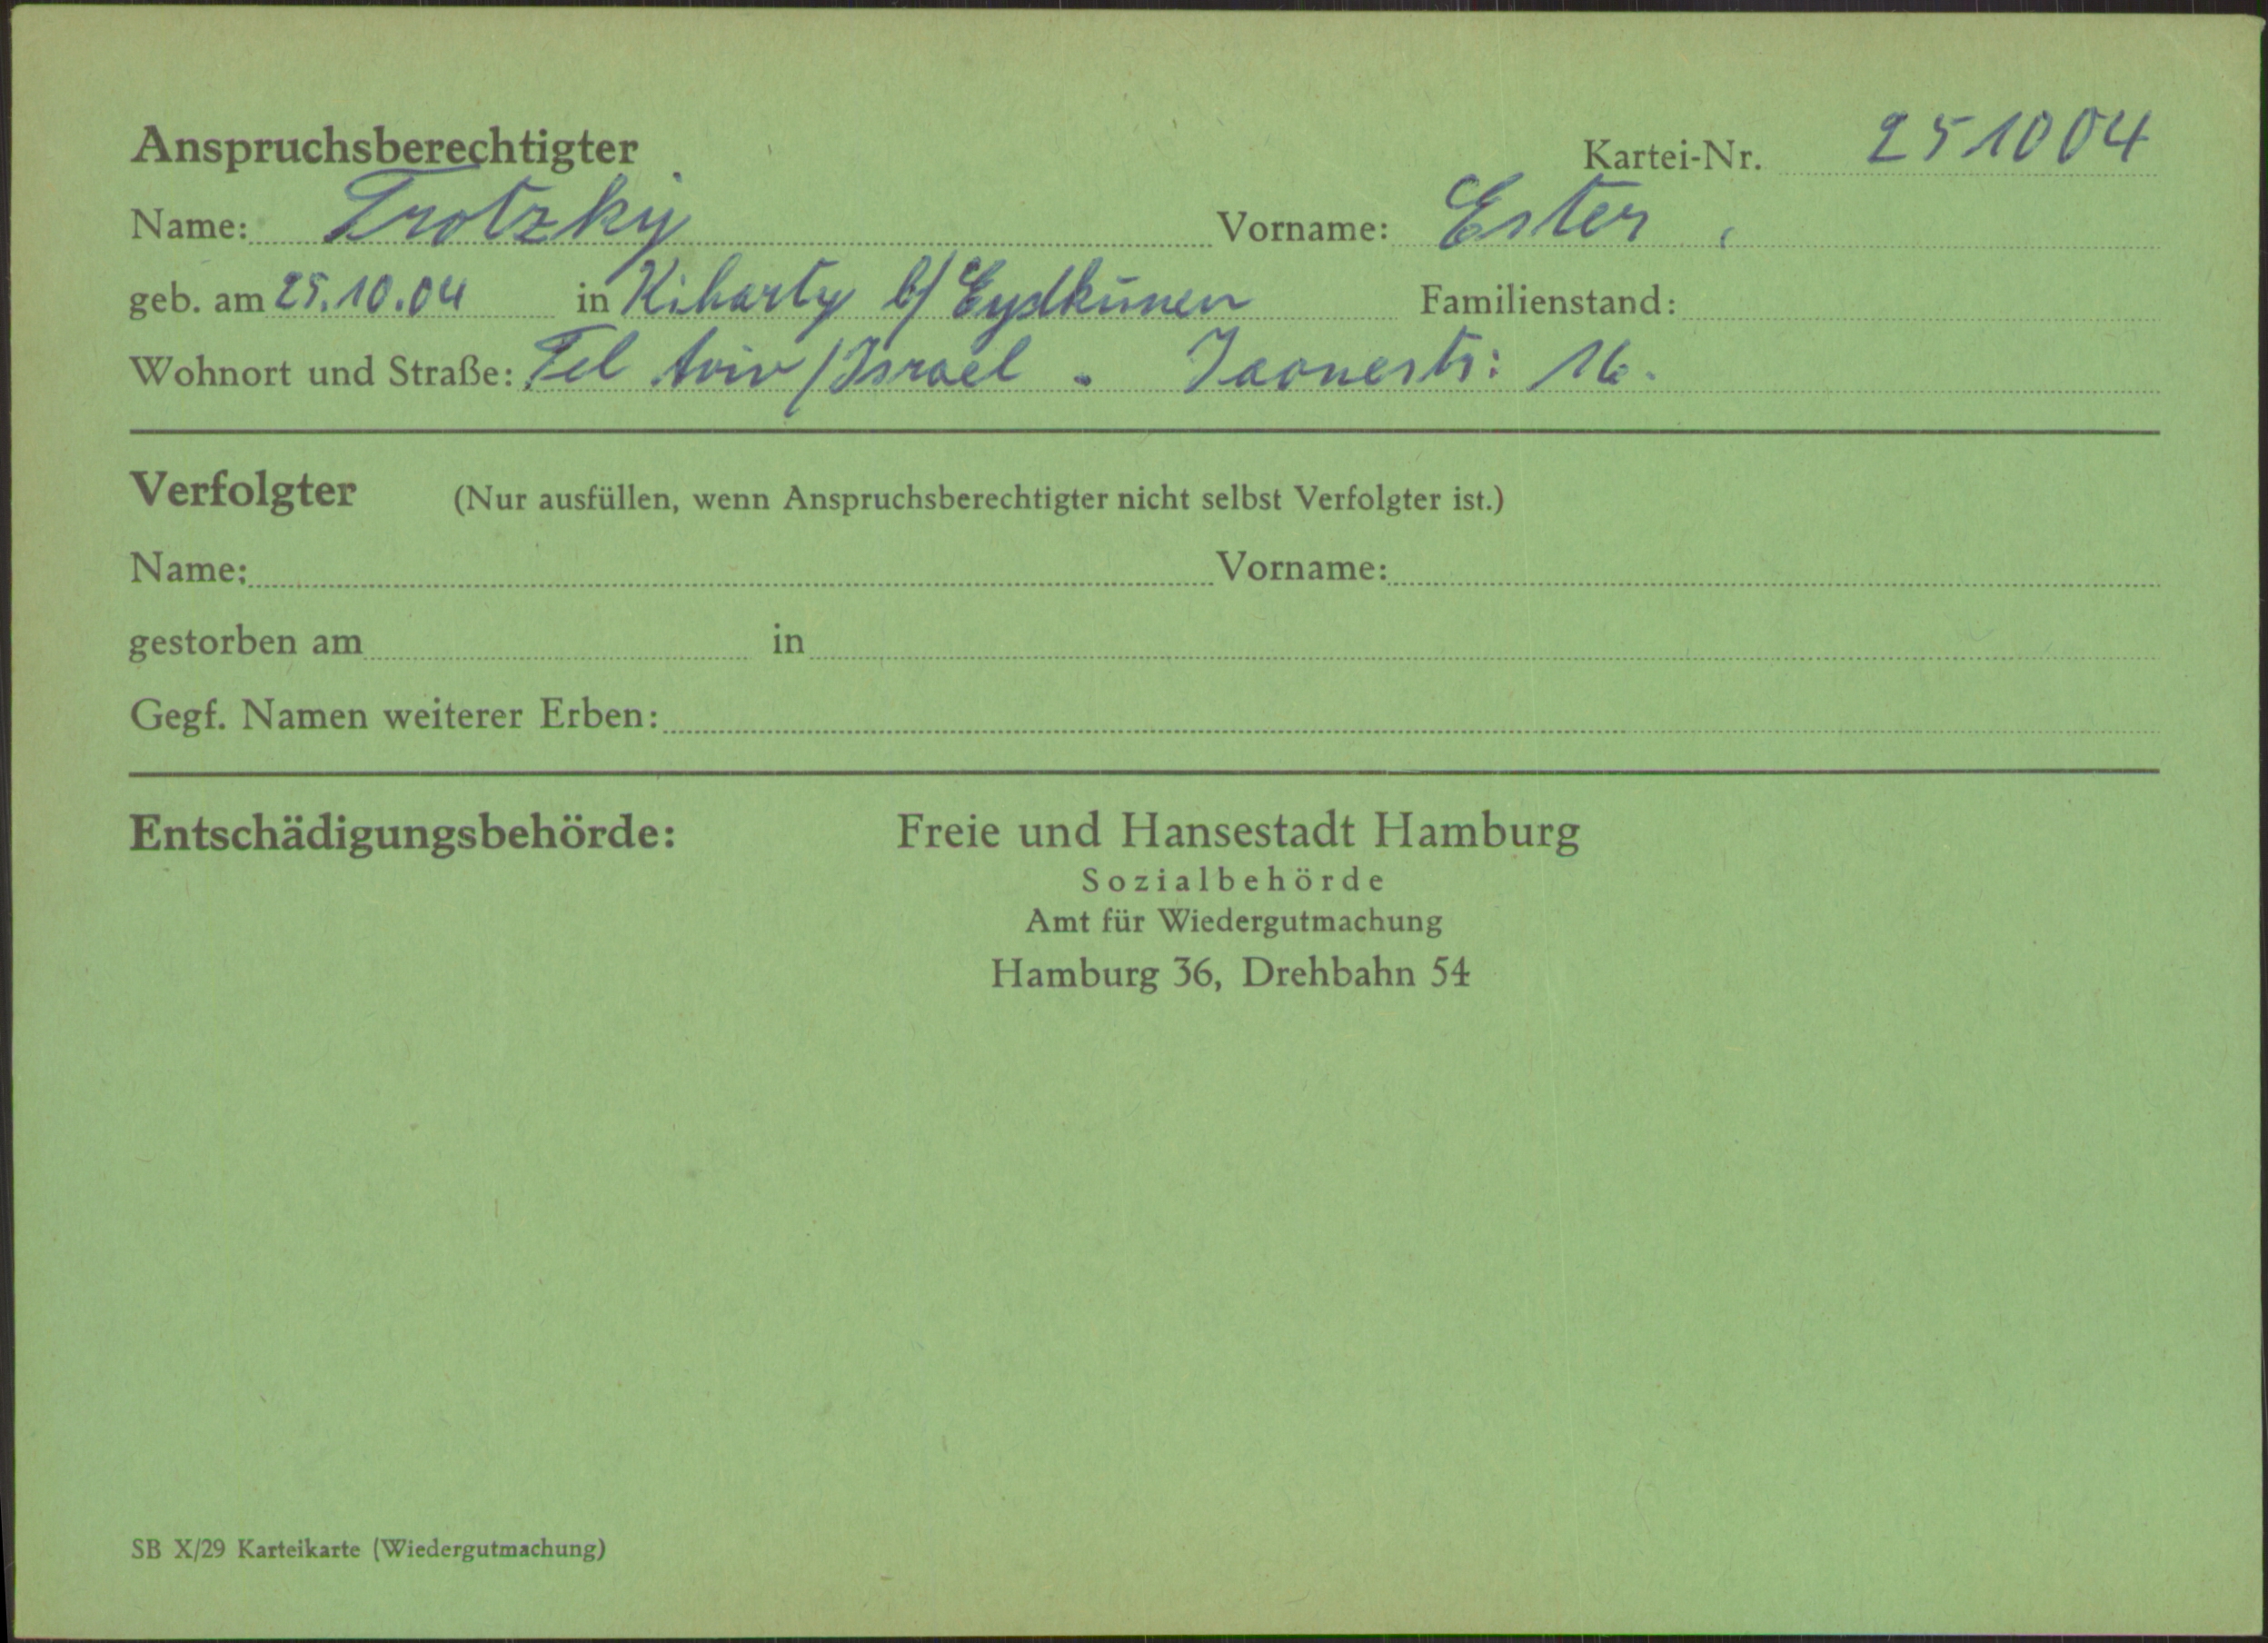 Anspruchsberechtigter Kartei-Nr. 251004
Name: Trotzky Vorname: Ester
geb. am 25.10.04 in Kibarty b/ Eydkunen Familienstand:
Wohnort und Straße: Tel Aviv / Israel. 16.
Verfolgter (Nur ausfüllen, wenn Anspruchsberechtigter nicht selbst Verfolgter ist.)
Name: Vorname:
gestorben am in
Gegf. Namen weiterer Erben:
Entschädigungsbehörde: Freie und Hansestadt Hamburg
Sozialbehörde
Amt für Wiedergutmachung
Hamburg 36, Drehbahn 54
SB X/29 Karteikarte (Wiedergutmachung)